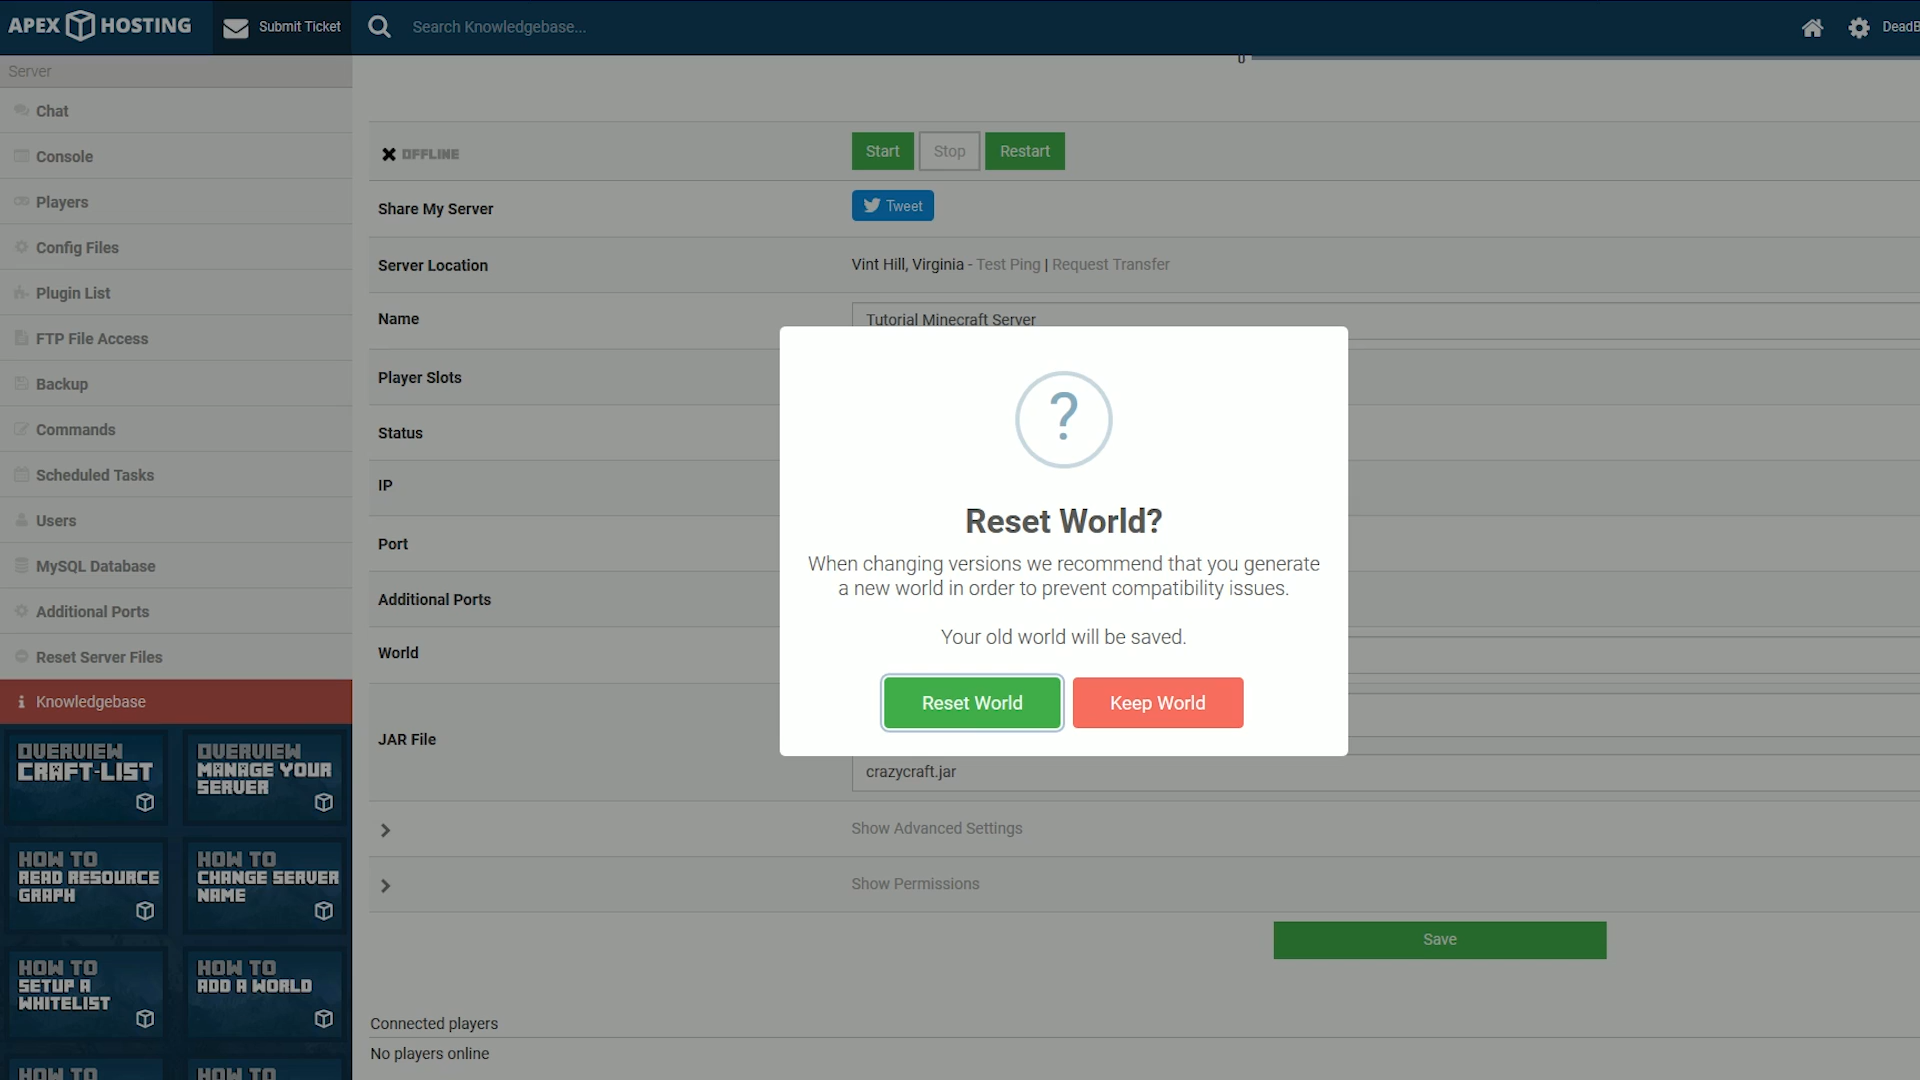 APEX HOSTING
Submit Ticket
Search Knowledgebase...
DeadB
Server
Chat
Console
Players
Config Files
Plugin List
FTP File Access
Backup
Commands
Scheduled Tasks
Users
MySQL Database
Additional Ports
Reset Server Files
Knowledgebase
OVERVIEW
CRAFT-LIST
OVERVIEW
MANAGE YOUR
SERVER
HOW TO
READ RESOURCE
GRAPH
HOW TO
CHANGE SERVER
NAME
HOW TO
SETUP A
WHITELIST
HOW TO
ADD A WORLD
HOW TO
HOW TO
0
OFFLINE
Start
Stop
Restart
Share My Server
Tweet
Server Location
Vint Hill, Virginia - Test Ping | Request Transfer
Name
Tutorial Minecraft Server
Player Slots
Status
IP
Port
Additional Ports
World
JAR File
crazycraft.jar
Show Advanced Settings
Show Permissions
Save
Connected players
No players online
?
Reset World?
When changing versions we recommend that you generate
a new world in order to prevent compatibility issues.
Your old world will be saved.
Reset World
Keep World